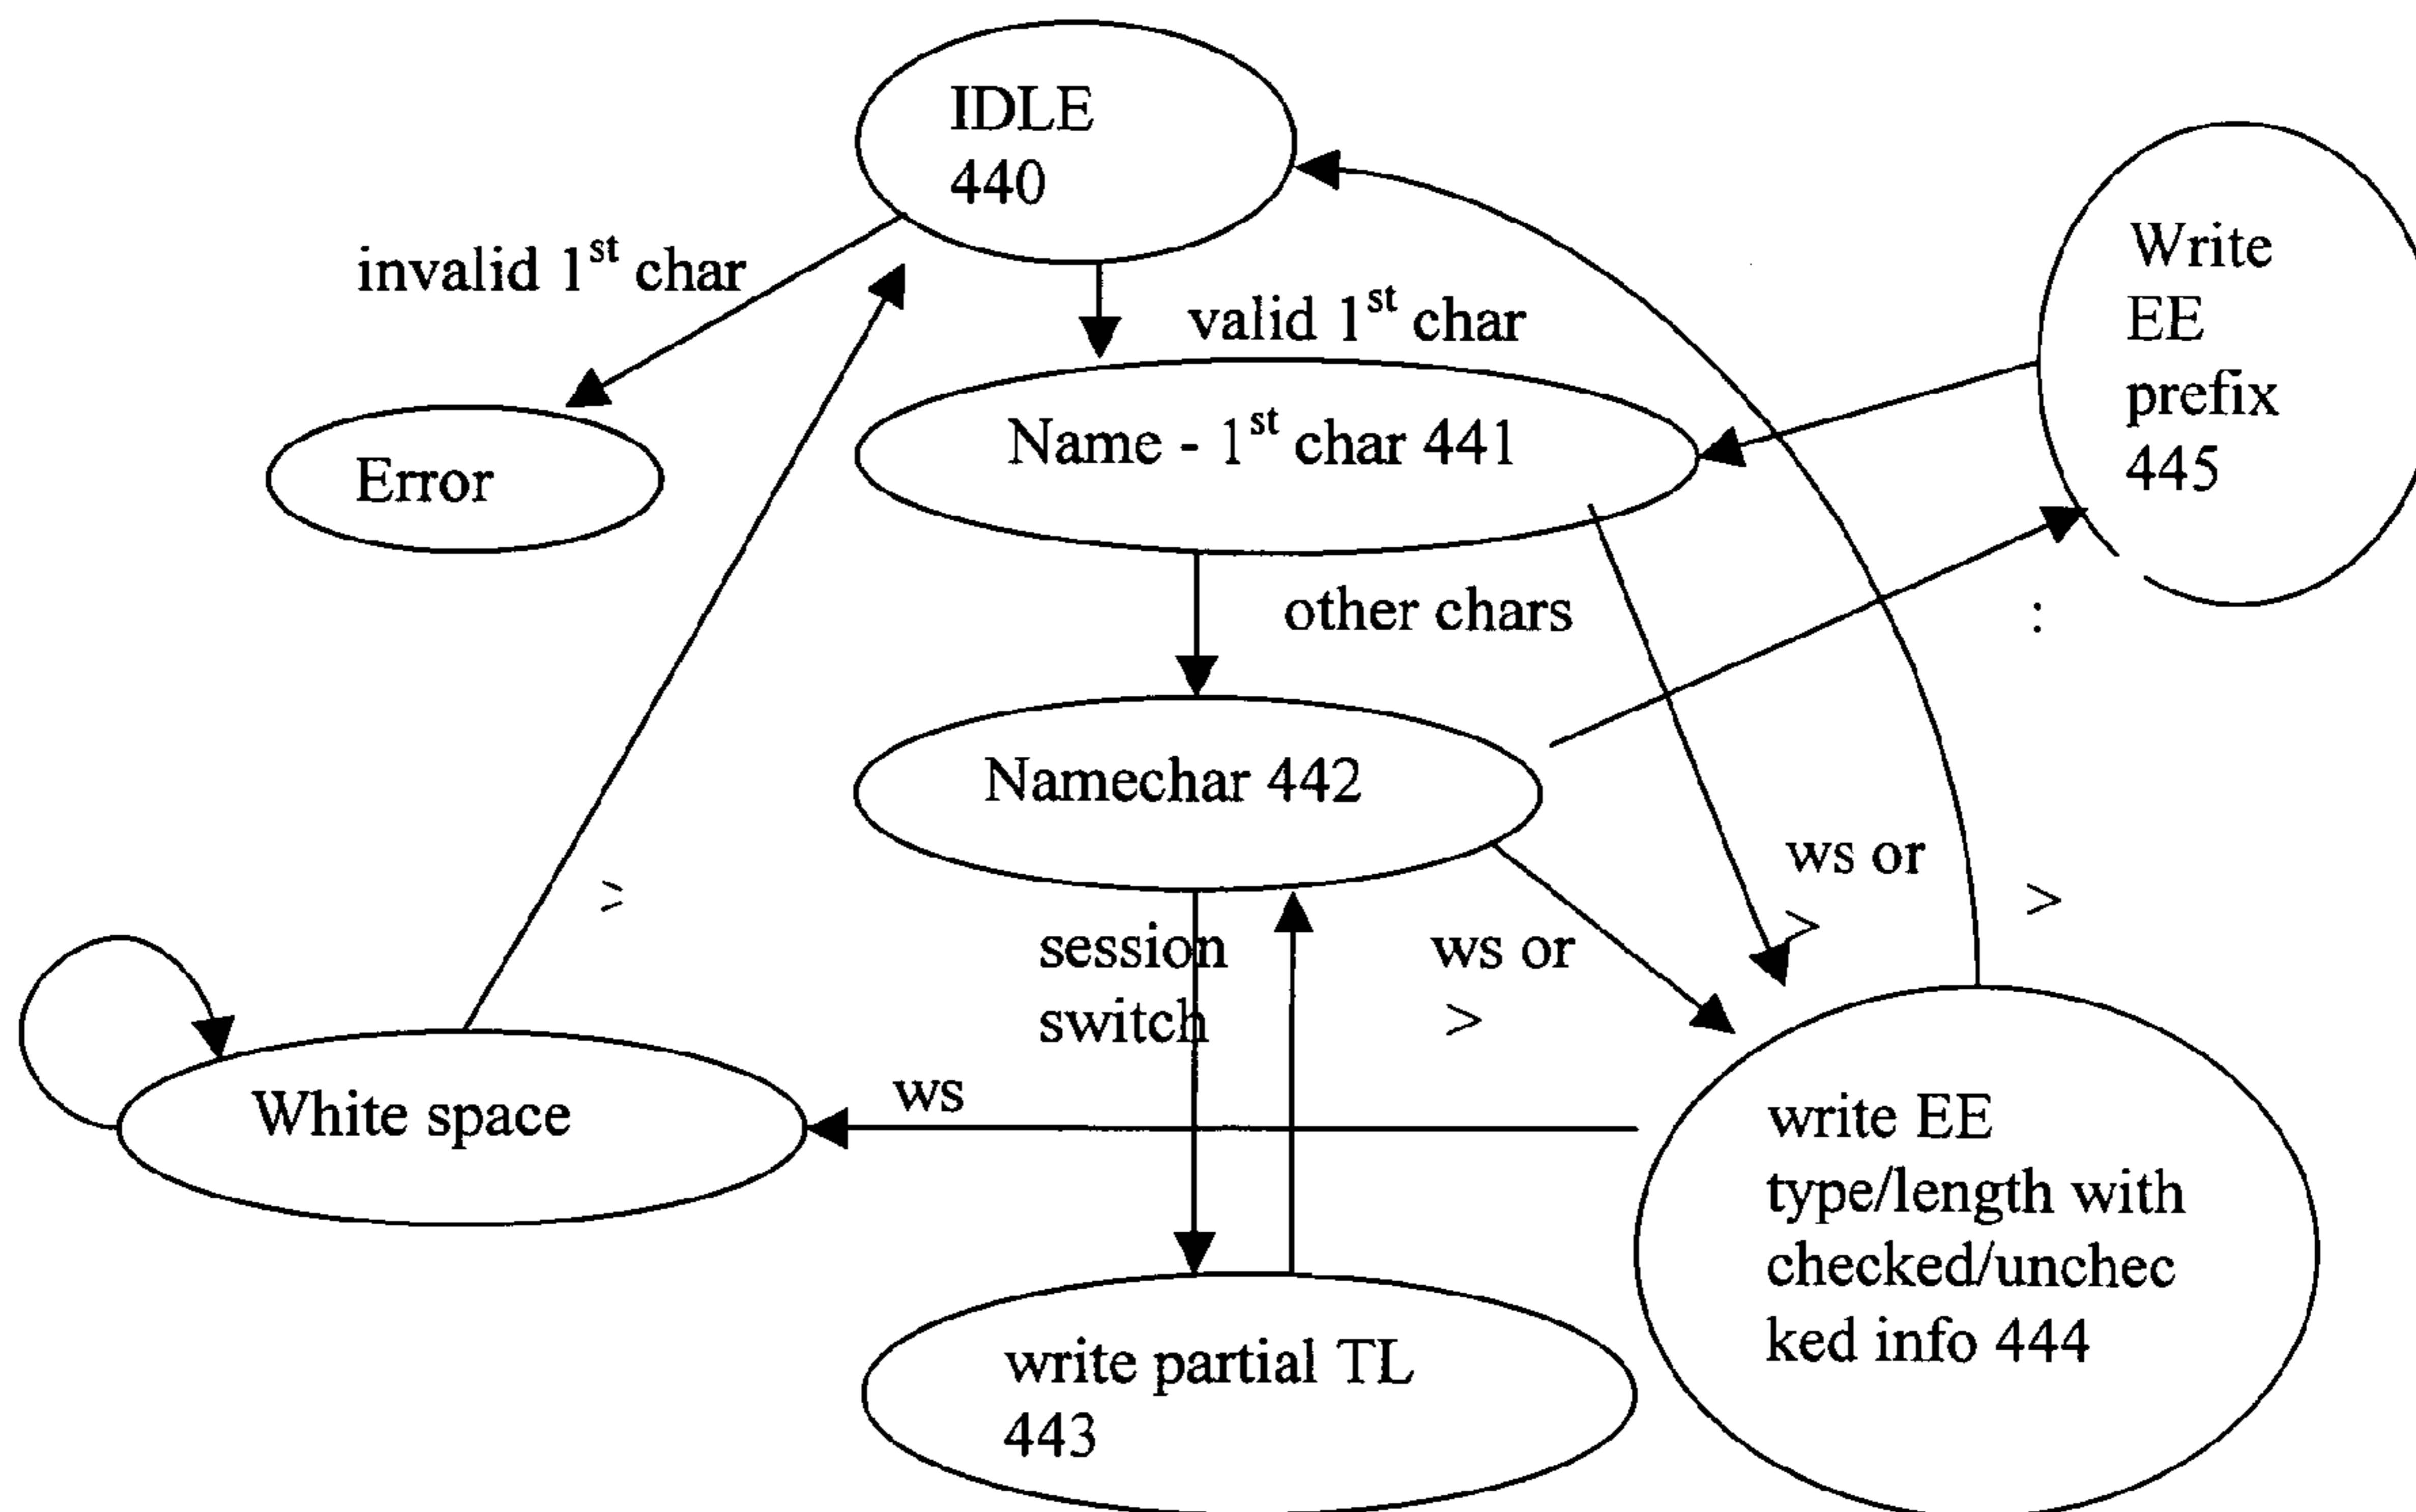 IDLE
440
invalid 1st char
valid 1st char
Write
EE
prefix
445
Name - 1st char 441
Error
other chars
:
Namechar 442
ws or
>
>
>
session
switch
ws or
>
ws
White space
write EE
type/length with
checked/unchec
ked info 444
write partial TL
443